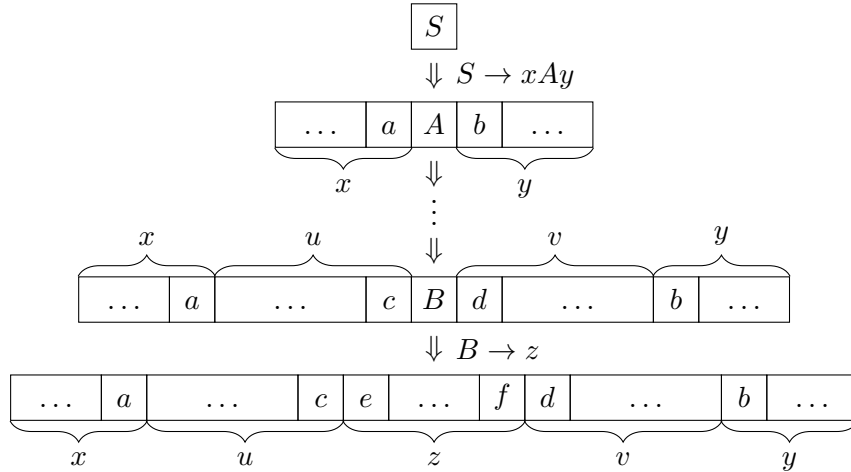 S
⇓ S → xAy
… a A b …
x ⇓ y
⋮
x u ⇓ v y
… a … c B d … b …
⇓ B → z
… a … c e … f d … b …
x u z v y